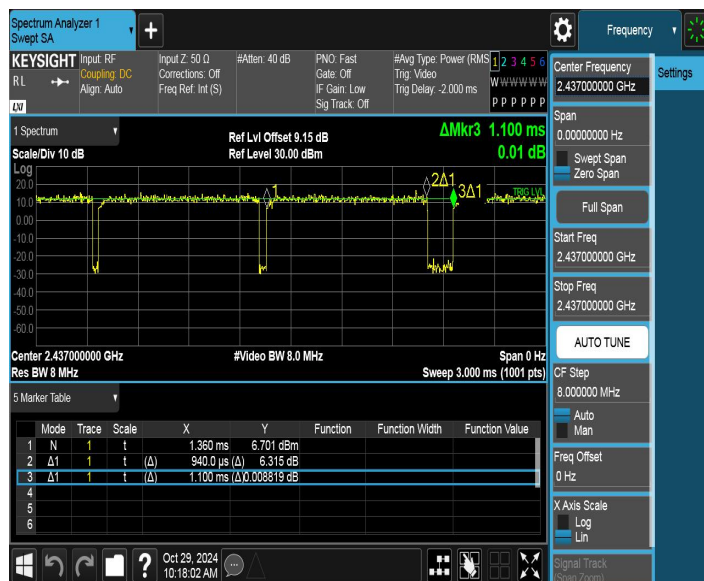 Spectrum Analyzer 1
Swept SA
Frequency
KEYSIGHT
RL
LXI
Input: RF
Coupling: DC
Align: Auto
Input Z: 50 Ω
Corrections: Off
Freq Ref: Int (S)
#Atten: 40 dB
PNO: Fast
Gate: Off
IF Gain: Low
Sig Track: Off
#Avg Type: Power (RMS
Trig: Video
Trig Delay: -2.000 ms
1 2 3 4 5 6
W W W W W W
P P P P P P
Center Frequency
2.437000000 GHz
Settings
Span
0.00000000 Hz
Swept Span
Zero Span
Full Span
Start Freq
2.437000000 GHz
Stop Freq
2.437000000 GHz
AUTO TUNE
CF Step
8.000000 MHz
Auto
Man
Freq Offset
0 Hz
X Axis Scale
Log
Lin
Signal Track
(Span Zoom)
1 Spectrum
Scale/Div 10 dB
Ref Lvl Offset 9.15 dB
Ref Level 30.00 dBm
ΔMkr3 1.100 ms
0.01 dB
Log
20.0
10.0
0.00
-10.0
-20.0
-30.0
-40.0
-50.0
-60.0
1
2Δ1
3Δ1
TRIG LVL
Center 2.437000000 GHz
Res BW 8 MHz
#Video BW 8.0 MHz
Span 0 Hz
Sweep 3.000 ms (1001 pts)
5 Marker Table
Mode Trace Scale X Y Function Function Width Function Value
1 N 1 t 1.360 ms 6.701 dBm
2 Δ1 1 t (Δ) 940.0 µs (Δ) 6.315 dB
3 Δ1 1 t (Δ) 1.100 ms (Δ)0.008819 dB
4
5
6
?
Oct 29, 2024
10:18:02 AM